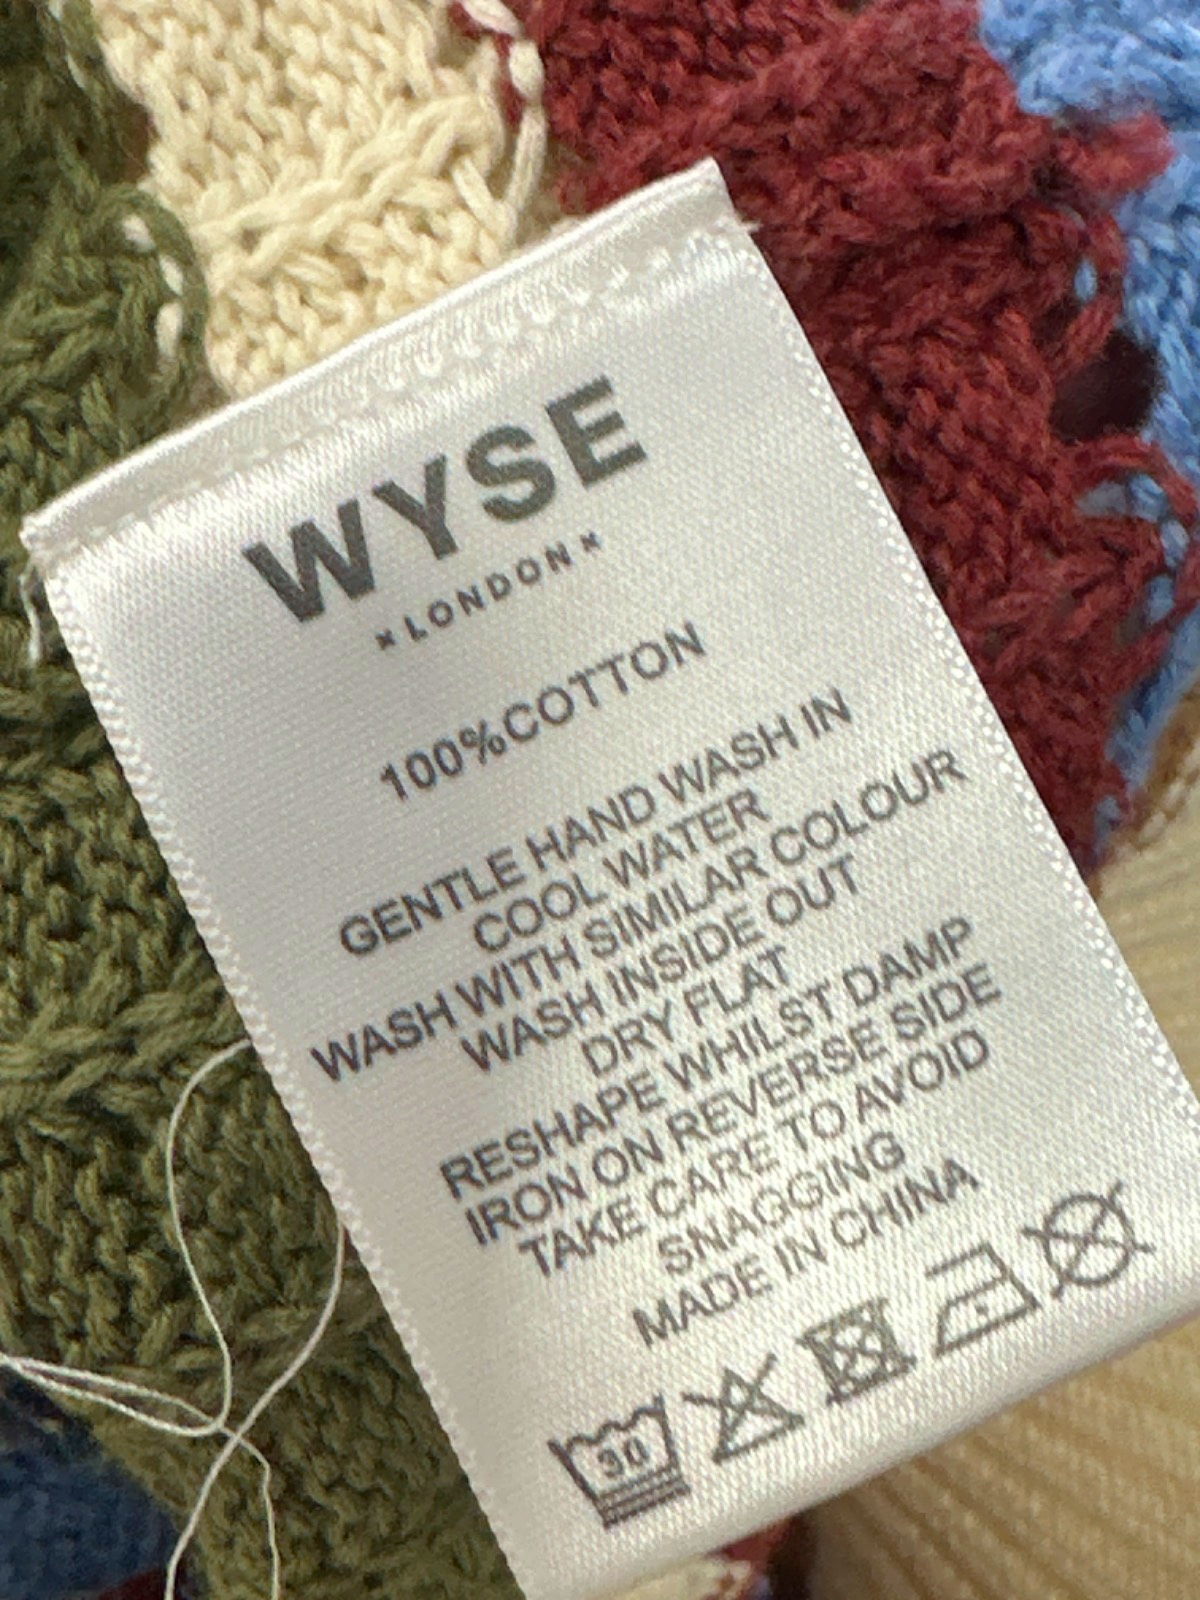 WYSE
×LONDON×
100%COTTON
GENTLE HAND WASH IN
COOL WATER
WASH WITH SIMILAR COLOUR
WASH INSIDE OUT
DRY FLAT
RESHAPE WHILST DAMP
IRON ON REVERSE SIDE
TAKE CARE TO AVOID
SNAGGING
MADE IN CHINA
30